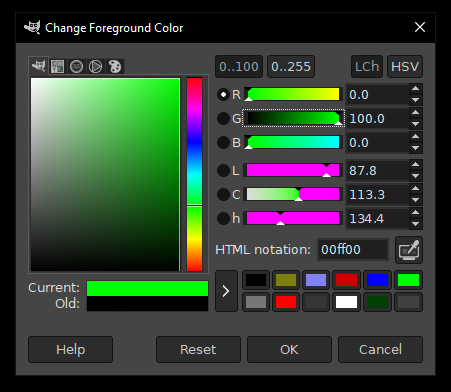 Change Foreground Color
0..100 0..255 LCh HSV
R 0.0
G 100.0
B 0.0
L 87.8
C 113.3
h 134.4
HTML notation: 00ff00
Current:
Old:
Help Reset OK Cancel